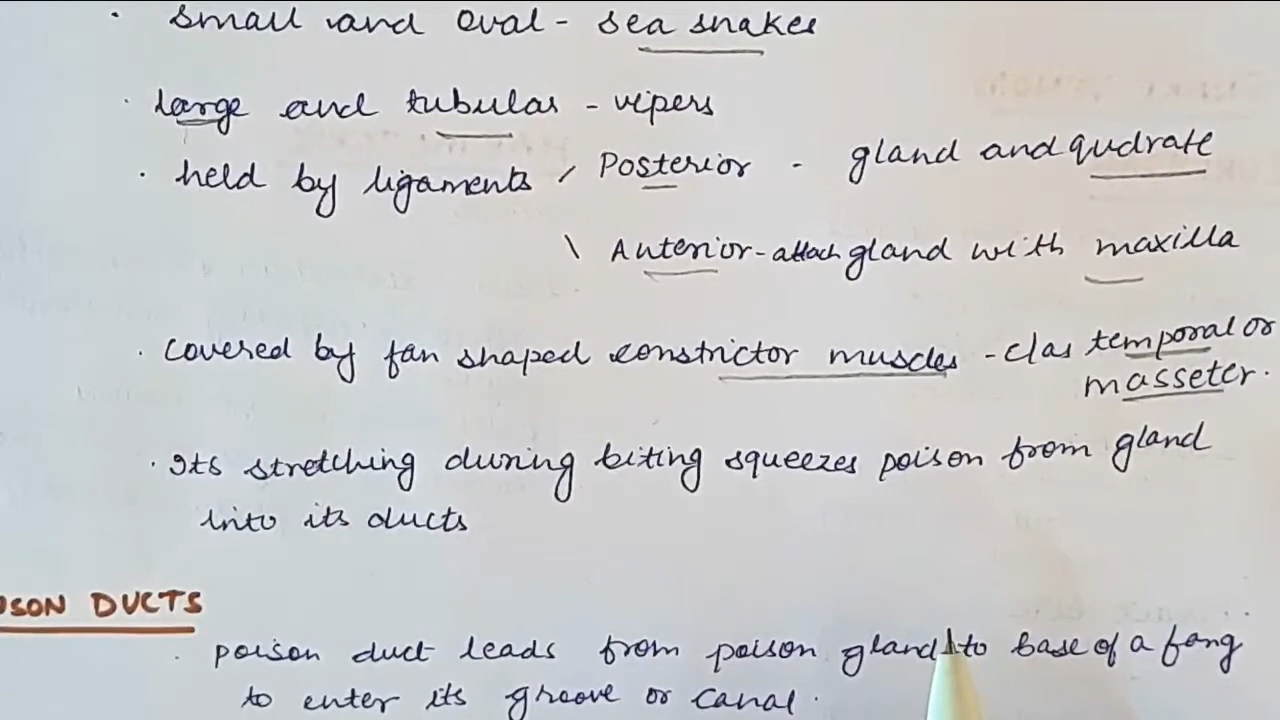 · small and oval - sea snakes
· large and tubular - vipers
· held by ligaments / Posterior - gland and qudrate
\ Anterior - attach gland with maxilla
· covered by fan shaped constrictor muscles - clas temporal or
masseter.
· Its stretching during biting squeezes poison from gland
into its ducts
OISON DUCTS
· poison duct leads from poison gland to base of a fang
to enter its groove or canal.